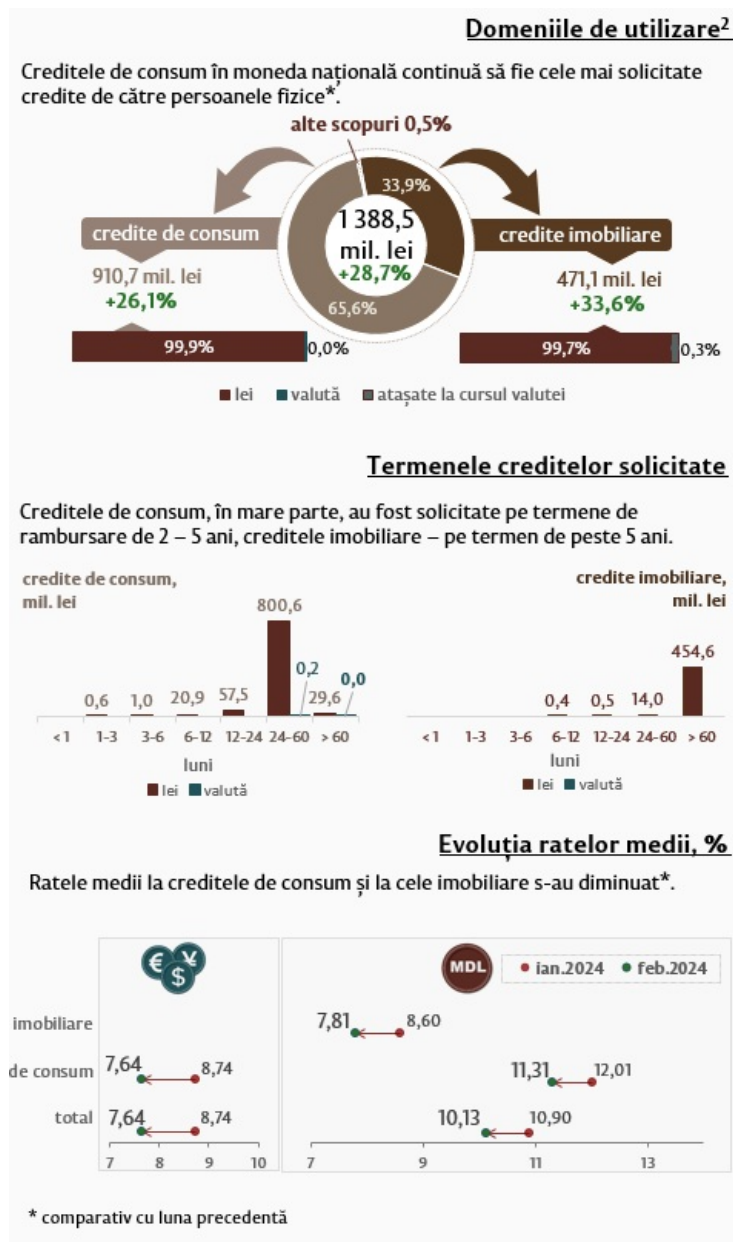 Domeniile de utilizare²
Creditele de consum în moneda națională continuă să fie cele mai solicitate
credite de către persoanele fizice*.
alte scopuri 0,5%
33,9%
1 388,5
mil. lei
+28,7%
65,6%
credite de consum
910,7 mil. lei
+26,1%
99,9%
0,0%
credite imobiliare
471,1 mil. lei
+33,6%
99,7%
0,3%
lei valută atașate la cursul valutei
Termenele creditelor solicitate
Creditele de consum, în mare parte, au fost solicitate pe termene de
rambursare de 2 – 5 ani, creditele imobiliare – pe termen de peste 5 ani.
credite de consum,
mil. lei
0,6 1,0 20,9 57,5 800,6 0,2 29,6 0,0
<1 1-3 3-6 6-12 12-24 24-60 >60
luni
lei valută
credite imobiliare,
mil. lei
0,4 0,5 14,0 454,6
<1 1-3 3-6 6-12 12-24 24-60 >60
luni
lei valută
Evoluția ratelor medii, %
Ratele medii la creditele de consum și la cele imobiliare s-au diminuat*.
€ ¥ $
MDL
ian.2024 feb.2024
imobiliare 7,81 8,60
de consum 7,64 8,74 11,31 12,01
total 7,64 8,74 10,13 10,90
7 8 9 10 7 9 11 13
* comparativ cu luna precedentă